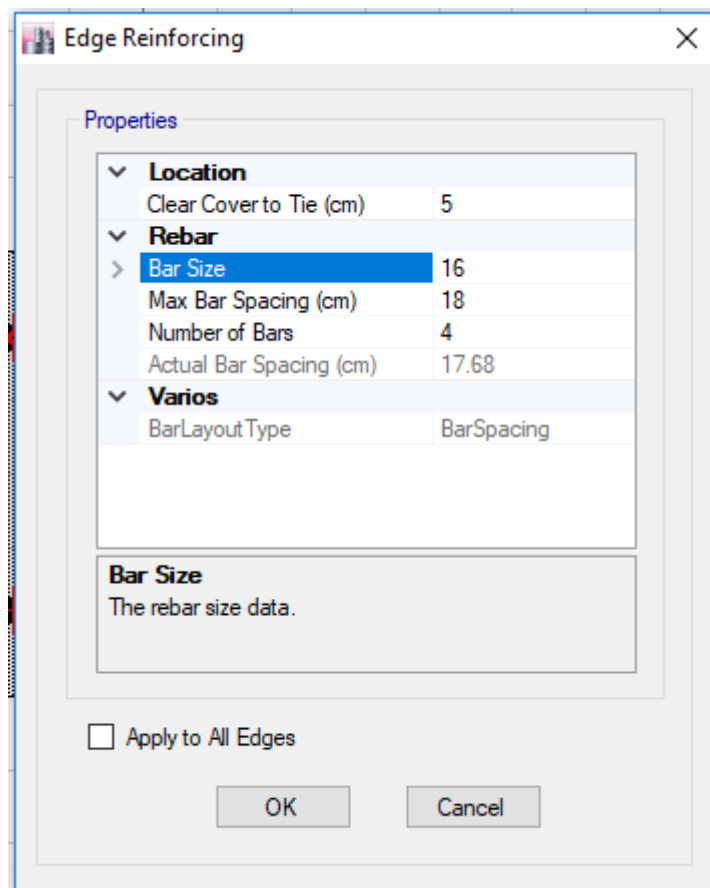 Edge Reinforcing
Properties
Location
Clear Cover to Tie (cm) 5
Rebar
Bar Size 16
Max Bar Spacing (cm) 18
Number of Bars 4
Actual Bar Spacing (cm) 17.68
Varios
BarLayoutType BarSpacing
Bar Size
The rebar size data.
Apply to All Edges
OK Cancel